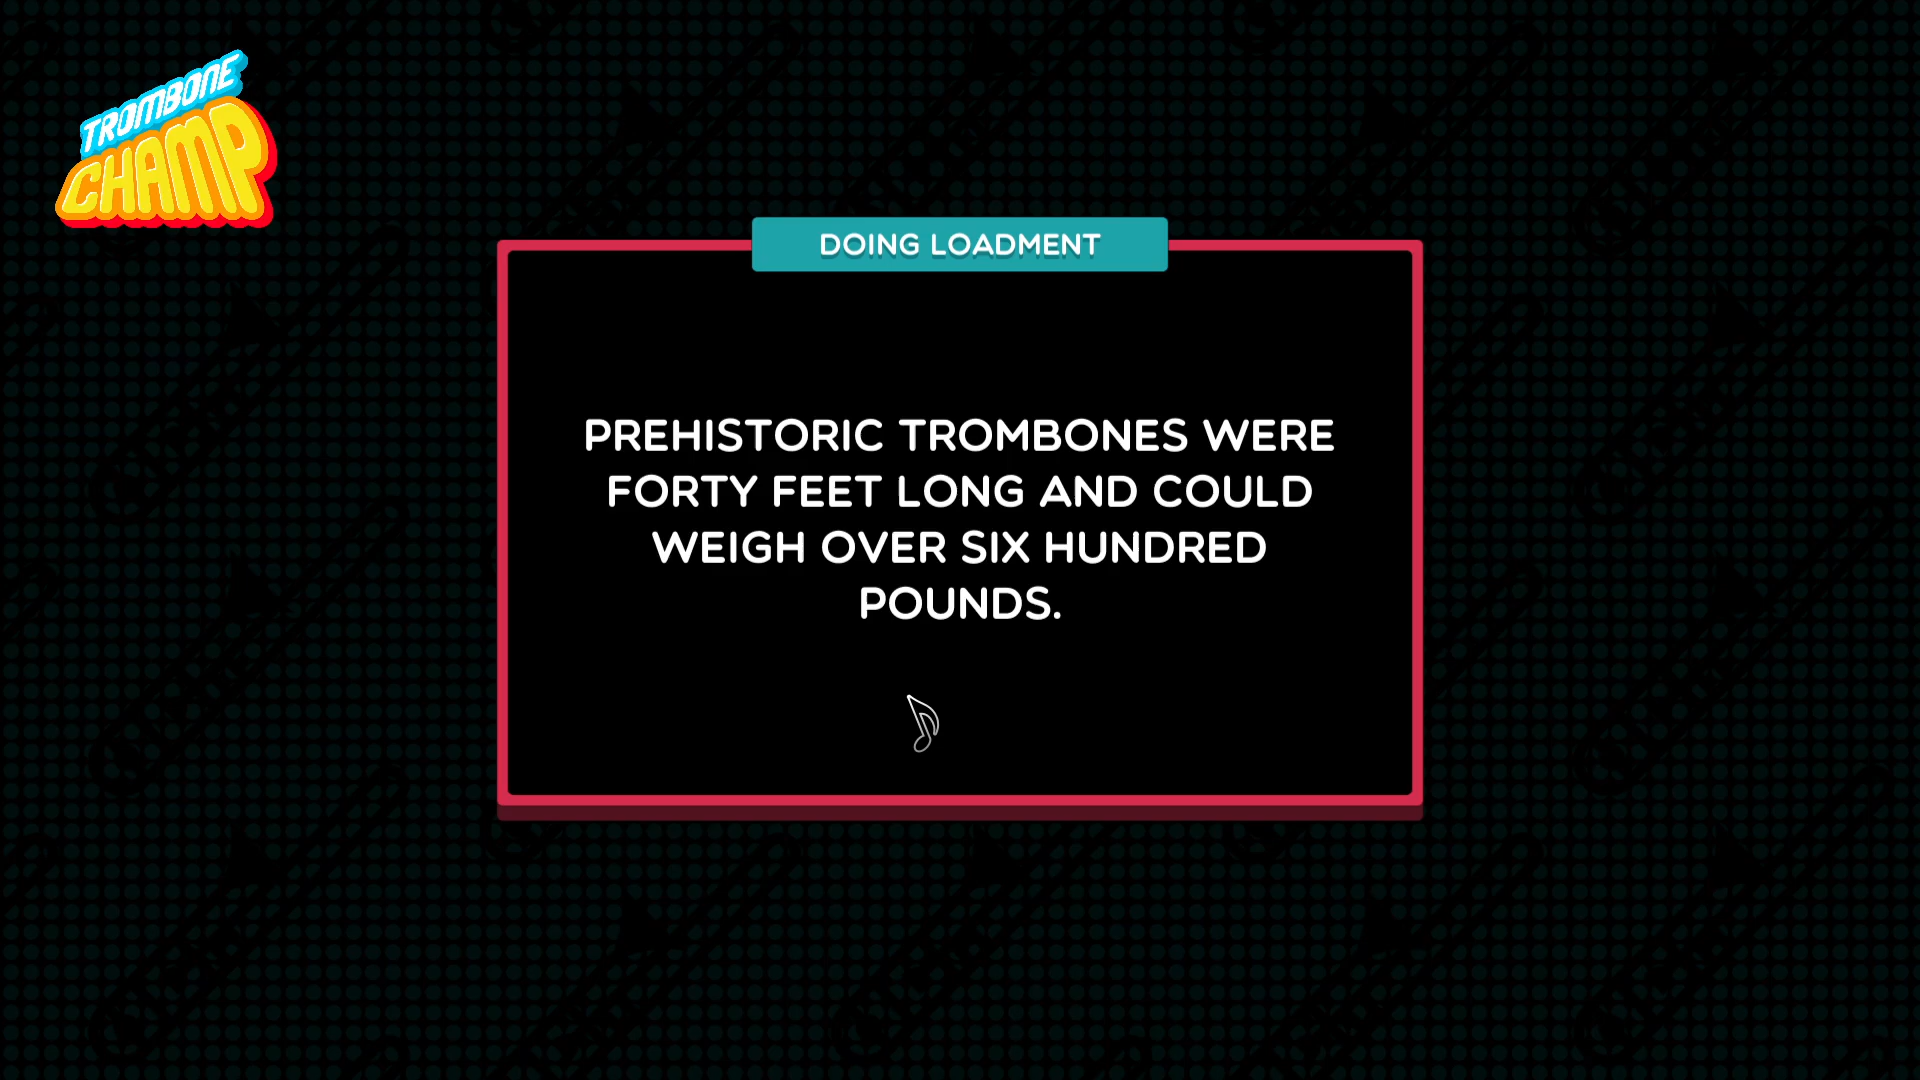 TROMBONE
CHAMP
DOING LOADMENT
PREHISTORIC TROMBONES WERE
FORTY FEET LONG AND COULD
WEIGH OVER SIX HUNDRED
POUNDS.